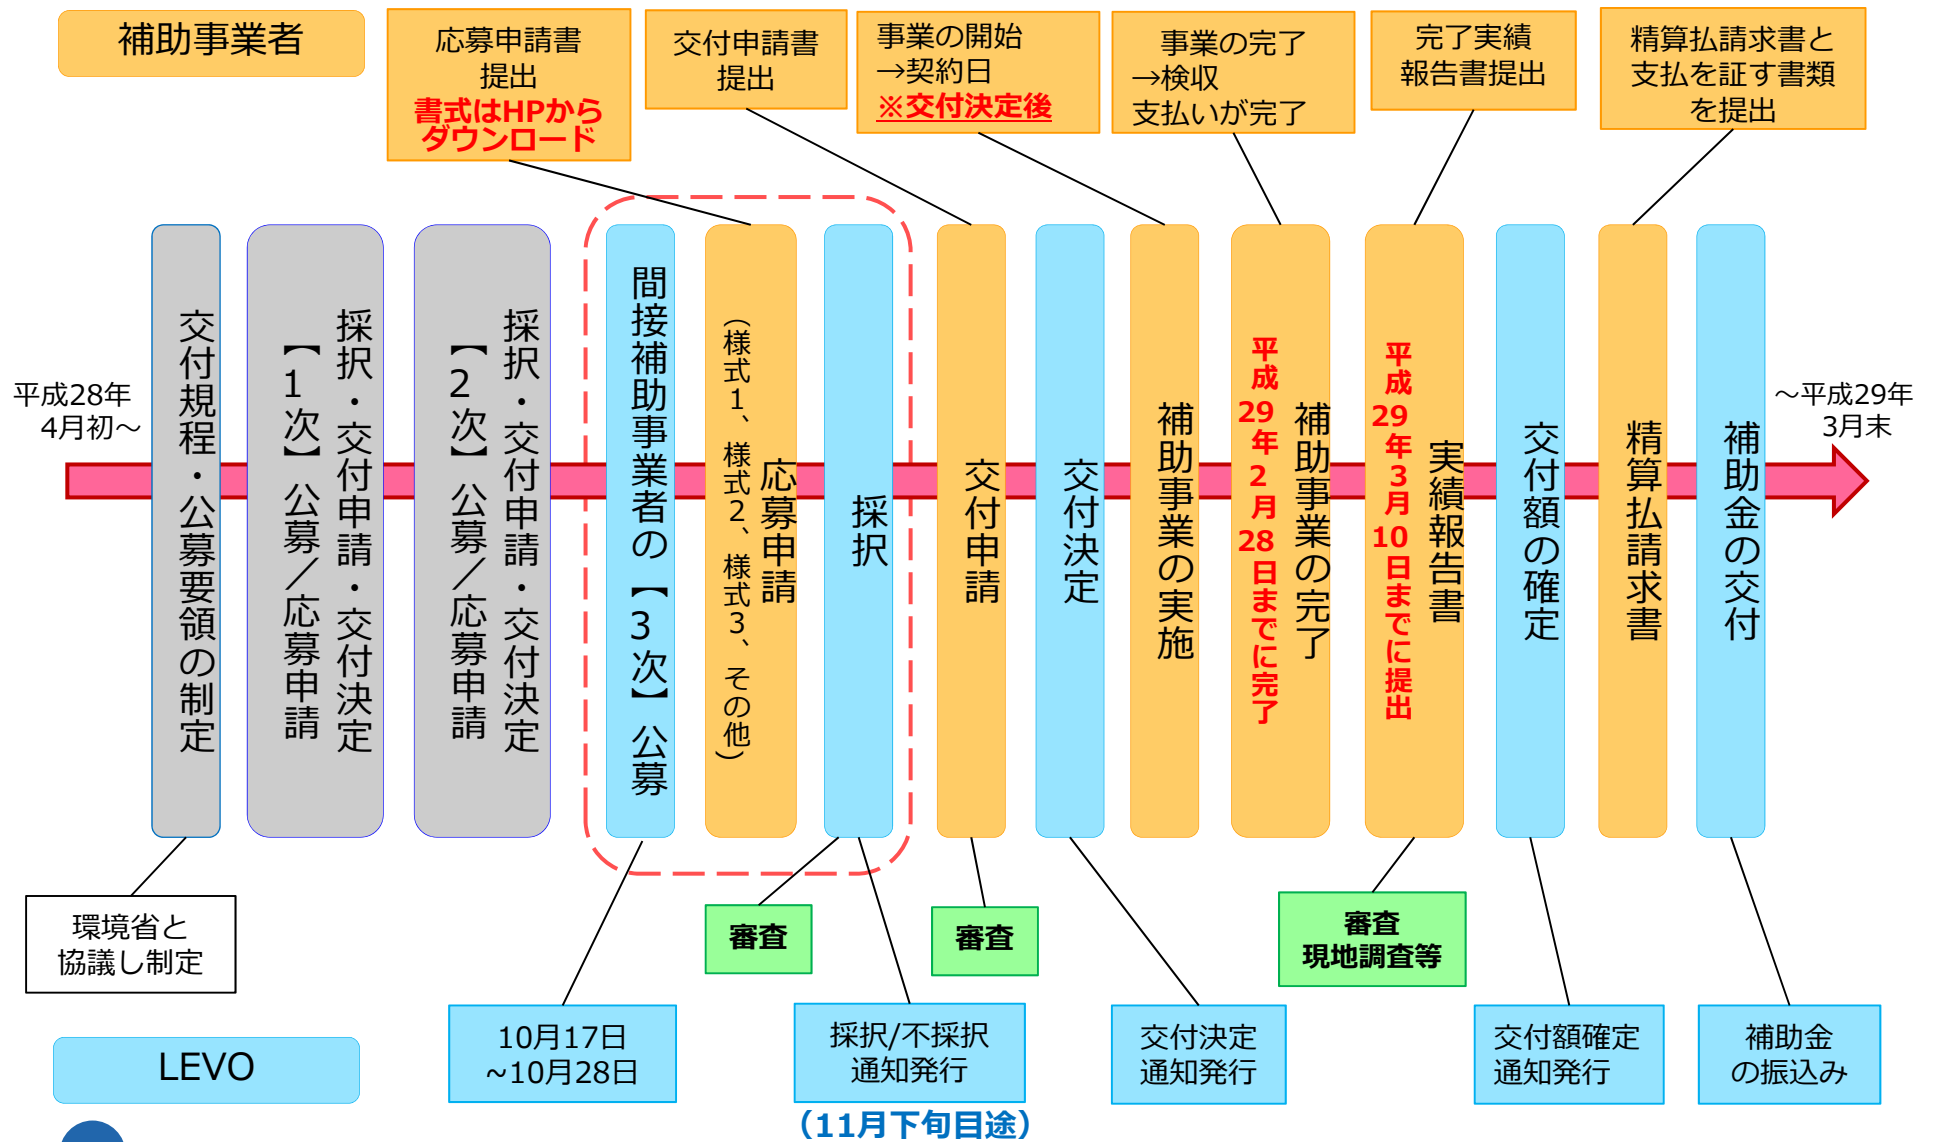 補助事業者
応募申請書
提出
書式はHPから
ダウンロード
交付申請書
提出
事業の開始
→契約日
※交付決定後
事業の完了
→検収
支払いが完了
完了実績
報告書提出
精算払請求書と
支払を証す書類
を提出
平成28年
4月初～
交付規程・公募要領の制定
【1次】公募／応募申請
採択・交付申請・交付決定
【2次】公募／応募申請
採択・交付申請・交付決定
間接補助事業者の【3次】公募
応募申請
（様式1、様式2、様式3、その他）
採択
交付申請
交付決定
補助事業の実施
補助事業の完了
平成29年2月28日までに完了
実績報告書
平成29年3月10日までに提出
交付額の確定
精算払請求書
補助金の交付
～平成29年
3月末
環境省と
協議し制定
審査
審査
審査
現地調査等
LEVO
10月17日
~10月28日
採択/不採択
通知発行
（11月下旬目途）
交付決定
通知発行
交付額確定
通知発行
補助金
の振込み